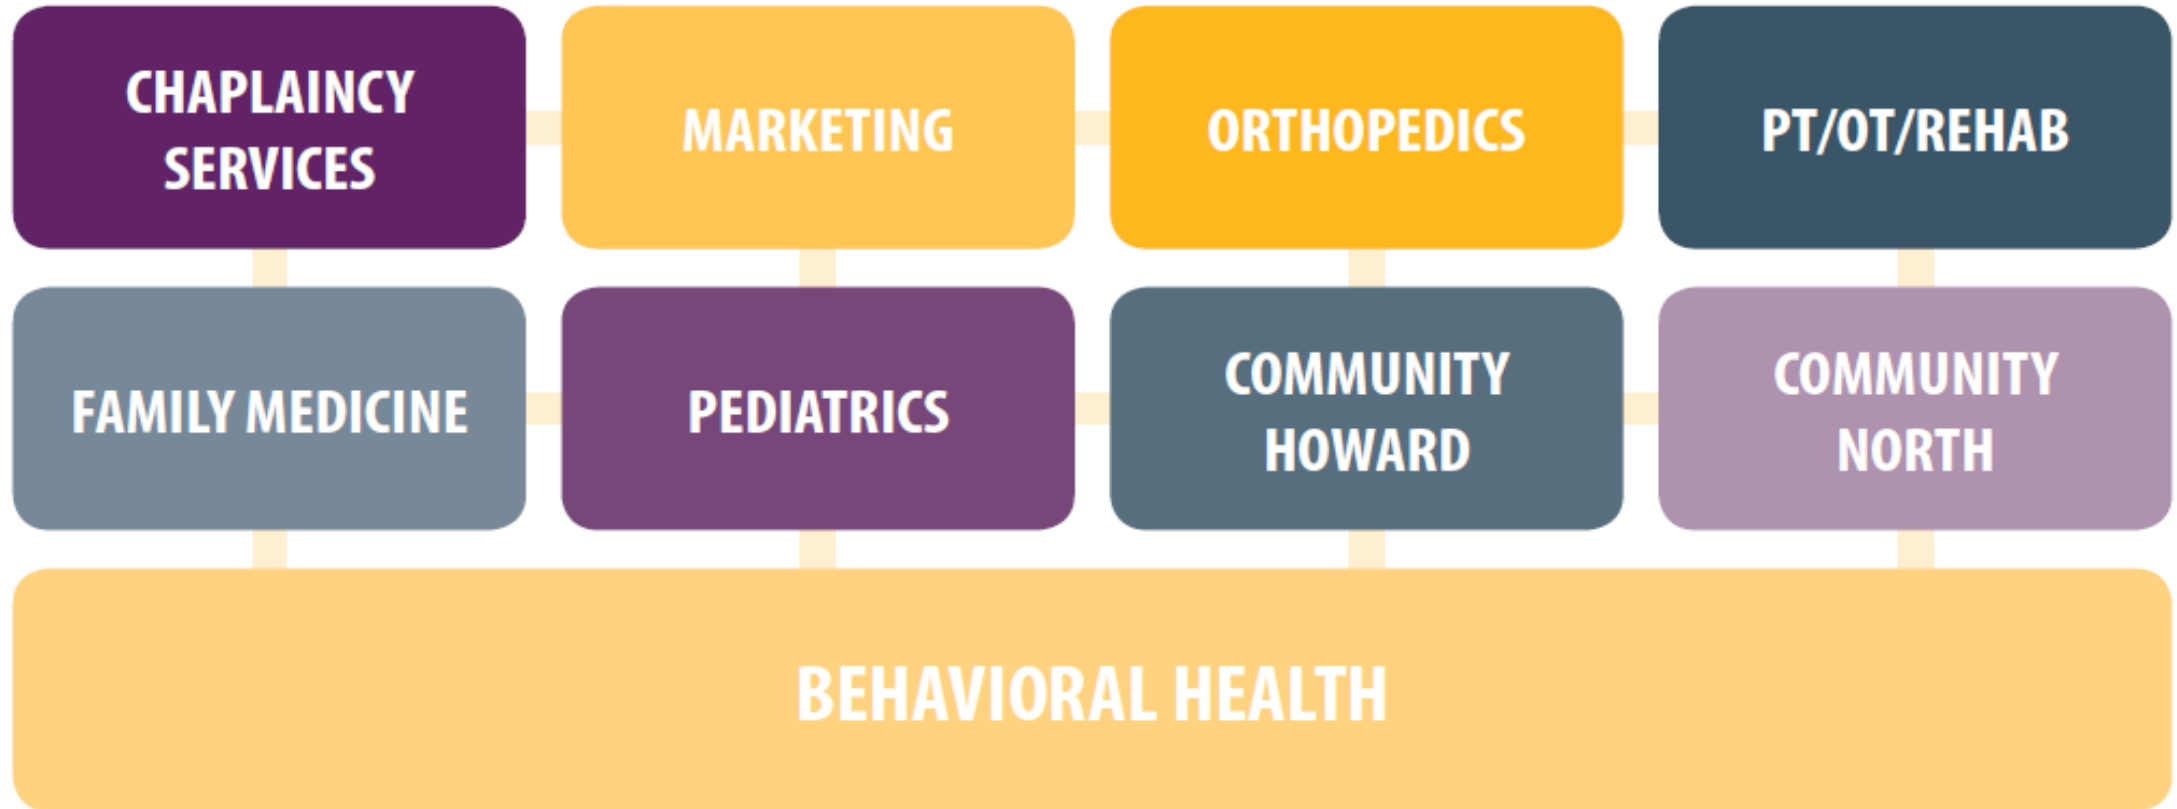 CHAPLAINCY
SERVICES
MARKETING
ORTHOPEDICS
PT/OT/REHAB
FAMILY MEDICINE
PEDIATRICS
COMMUNITY
HOWARD
COMMUNITY
NORTH
BEHAVIORAL HEALTH